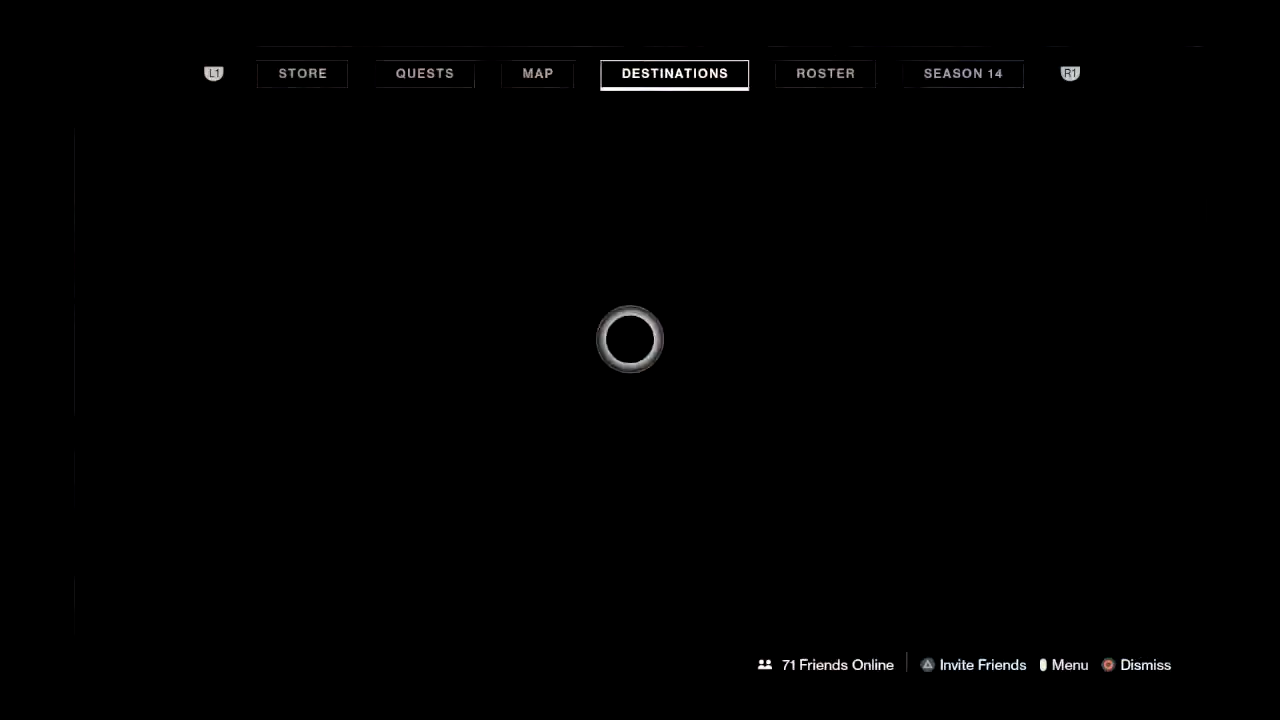 L1 STORE QUESTS MAP DESTINATIONS ROSTER SEASON 14 R1
71 Friends Online Invite Friends Menu Dismiss